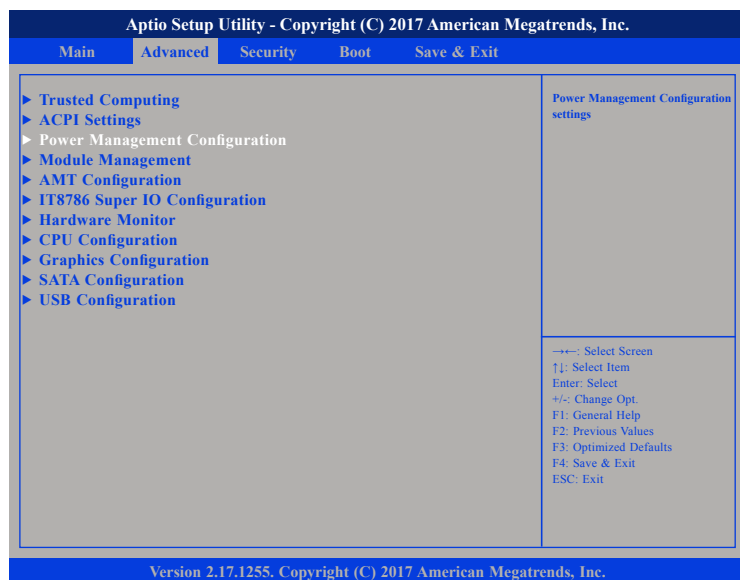 Aptio Setup Utility - Copyright (C) 2017 American Megatrends, Inc.
Main Advanced Security Boot Save & Exit
► Trusted Computing
► ACPI Settings
► Power Management Configuration
► Module Management
► AMT Configuration
► IT8786 Super IO Configuration
► Hardware Monitor
► CPU Configuration
► Graphics Configuration
► SATA Configuration
► USB Configuration
Power Management Configuration
settings
→←: Select Screen
↑↓: Select Item
Enter: Select
+/-: Change Opt.
F1: General Help
F2: Previous Values
F3: Optimized Defaults
F4: Save & Exit
ESC: Exit
Version 2.17.1255. Copyright (C) 2017 American Megatrends, Inc.